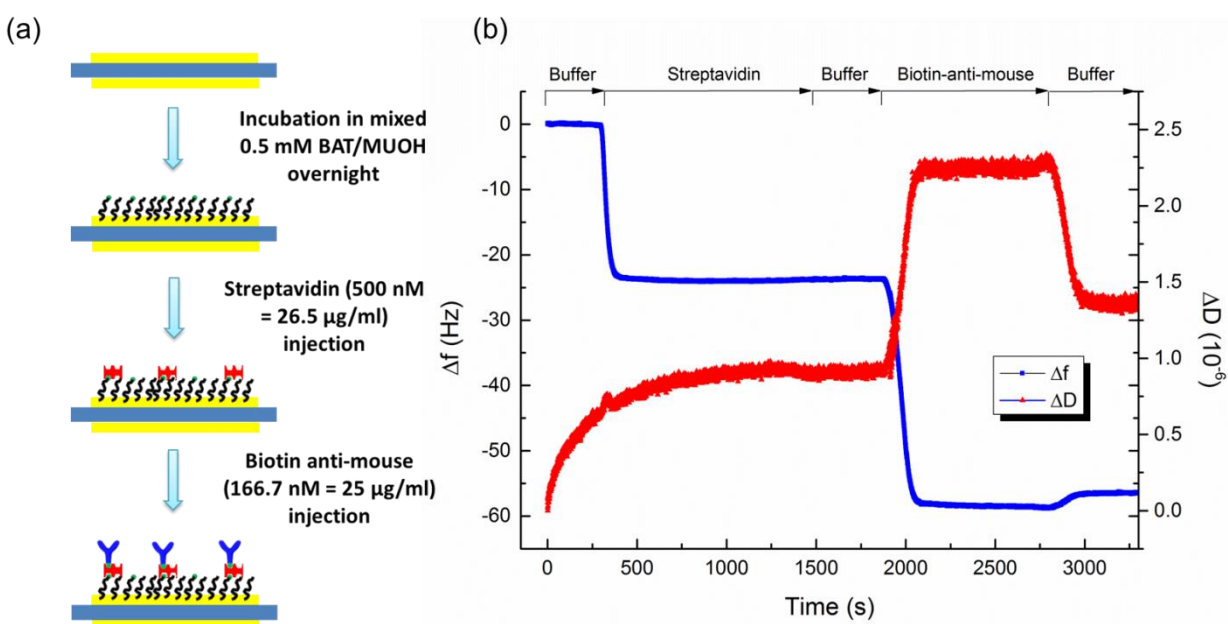 (a)
Incubation in mixed
0.5 mM BAT/MUOH
overnight
Streptavidin (500 nM
= 26.5 µg/ml)
injection
Biotin anti-mouse
(166.7 nM = 25 µg/ml)
injection
(b)
Buffer Streptavidin Buffer Biotin-anti-mouse Buffer
0
-10
-20
-30
-40
-50
-60
Δf (Hz)
2.5
2.0
1.5
1.0
0.5
0.0
ΔD (10-6)
Δf
ΔD
0 500 1000 1500 2000 2500 3000
Time (s)